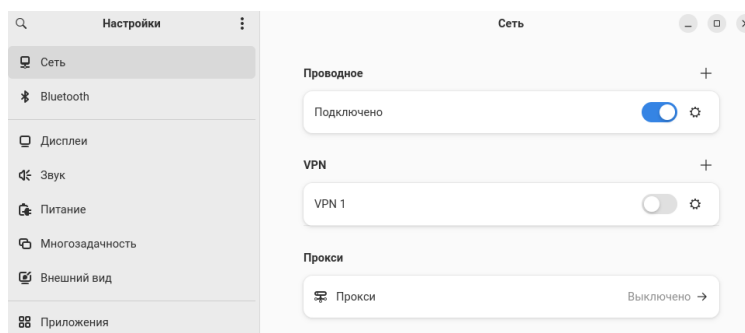 Настройки
Сеть
Bluetooth
Дисплеи
Звук
Питание
Многозадачность
Внешний вид
Приложения
Сеть
Проводное
Подключено
VPN
VPN 1
Прокси
Прокси
Выключено